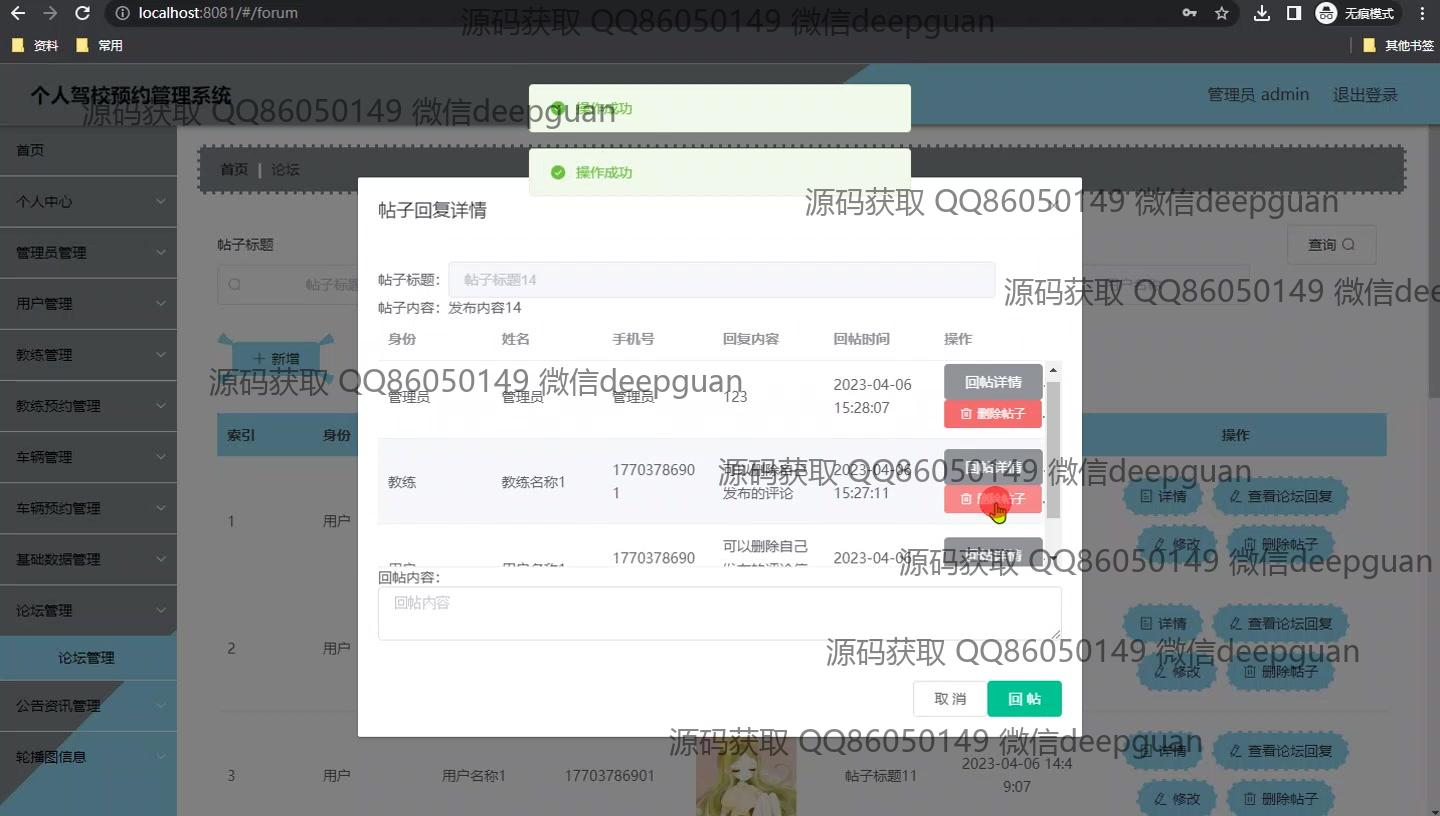 localhost:8081/#/forum
无痕模式
资料
常用
其他书签
个人驾校预约管理系统
管理员 admin
退出登录
源码获取 QQ86050149 微信deepguan
源码获取 QQ86050149 微信deepguan
操作成功
操作成功
首页
个人中心
管理员管理
用户管理
教练管理
教练预约管理
车辆管理
车辆预约管理
基础数据管理
论坛管理
论坛管理
公告资讯管理
轮播图信息
首页
论坛
帖子标题
帖子标题
查询
新增
索引
身份
操作
帖子回复详情
源码获取 QQ86050149 微信deepguan
帖子标题：
帖子标题14
源码获取 QQ86050149 微信dee
帖子内容：发布内容14
身份
姓名
手机号
回复内容
回帖时间
操作
源码获取 QQ86050149 微信deepguan
管理员
管理员
管理员
123
2023-04-06
15:28:07
回帖详情
删除帖子
教练
教练名称1
1770378690
1
可以删除自己
发布的评论
2023-04-06
15:27:11
回帖详情
删除帖子
源码获取 QQ86050149 微信deepguan
1770378690
可以删除自己
2023-04-06
回帖详情
源码获取 QQ86050149 微信deepguan
回帖内容：
回帖内容
源码获取 QQ86050149 微信deepguan
取 消
回 帖
源码获取 QQ86050149 微信deepguan
1
用户
详情
查看论坛回复
修改
删除帖子
2
用户
详情
查看论坛回复
修改
删除帖子
3
用户
用户名称1
17703786901
帖子标题11
2023-04-06 14:4
9:07
详情
查看论坛回复
修改
删除帖子